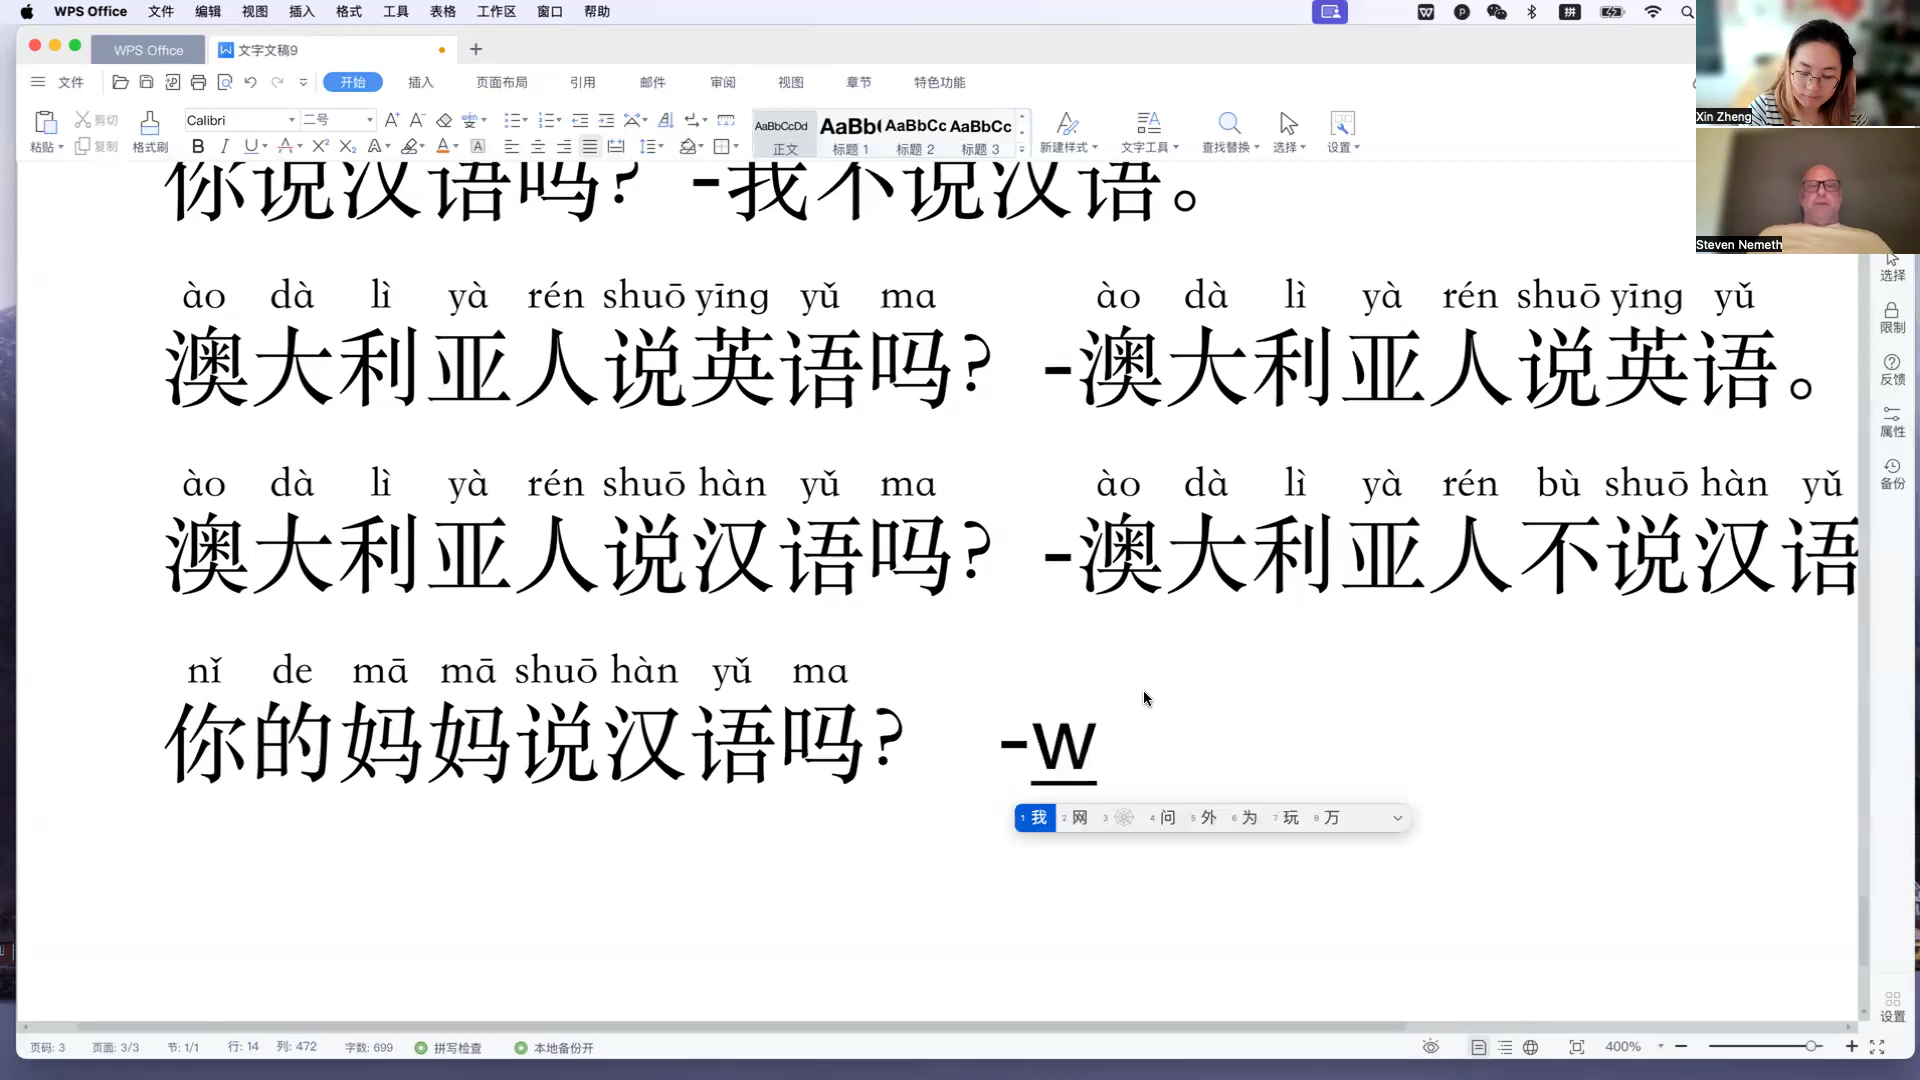 WPS Office 文件 编辑 视图 插入 格式 工具 表格 工作区 窗口 帮助
WPS Office 文字文稿9
文件 开始 插入 页面布局 引用 邮件 审阅 视图 章节 特色功能
粘贴 剪切 复制 格式刷 Calibri 二号
AaBbCcDd AaBb( AaBbCc AaBbCc
正文 标题 1 标题 2 标题 3 新建样式 文字工具 查找替换 选择 设置
Xin Zheng
Steven Nemeth
你说汉语吗？ -我不说汉语。
ào dà lì yà rén shuō yīng yǔ ma ào dà lì yà rén shuō yīng yǔ
澳大利亚人说英语吗？ -澳大利亚人说英语。
ào dà lì yà rén shuō hàn yǔ ma ào dà lì yà rén bù shuō hàn yǔ
澳大利亚人说汉语吗？ -澳大利亚人不说汉语
nǐ de mā mā shuō hàn yǔ ma
你的妈妈说汉语吗？ -w
1 我 2 网 3 4 问 5 外 6 为 7 玩 8 万
选择
限制
反馈
属性
备份
设置
页码: 3 页面: 3/3 节: 1/1 行: 14 列: 472 字数: 699 拼写检查 本地备份开 400%